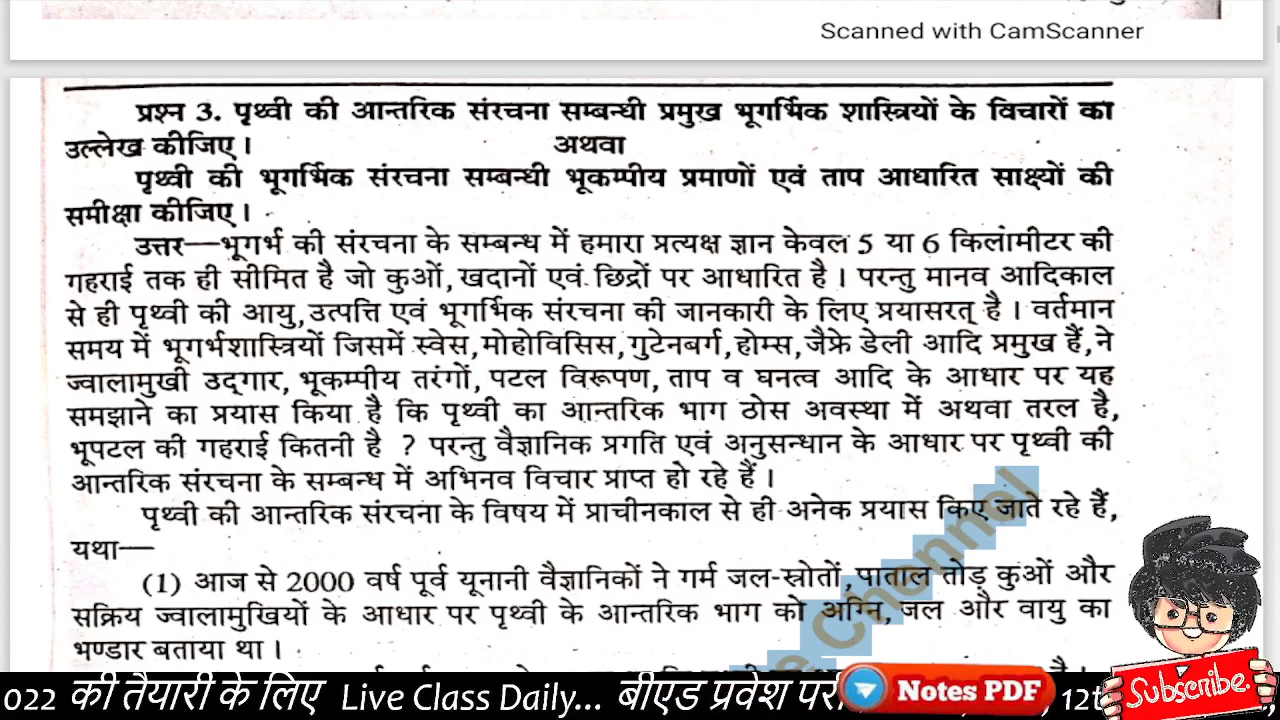 Scanned with CamScanner
प्रश्न 3. पृथ्वी की आन्तरिक संरचना सम्बन्धी प्रमुख भूगर्भिक शास्त्रियों के विचारों का
उल्लेख कीजिए।
अथवा
पृथ्वी की भूगर्भिक संरचना सम्बन्धी भूकम्पीय प्रमाणों एवं ताप आधारित साक्ष्यों की
समीक्षा कीजिए।
उत्तर—भूगर्भ की संरचना के सम्बन्ध में हमारा प्रत्यक्ष ज्ञान केवल 5 या 6 किलोमीटर की
गहराई तक ही सीमित है जो कुओं, खदानों एवं छिद्रों पर आधारित है। परन्तु मानव आदिकाल
से ही पृथ्वी की आयु, उत्पत्ति एवं भूगर्भिक संरचना की जानकारी के लिए प्रयासरत् है। वर्तमान
समय में भूगर्भशास्त्रियों जिसमें स्वेस, मोहोविसिस, गुटेनबर्ग, होम्स, जैफ्रे डेली आदि प्रमुख हैं, ने
ज्वालामुखी उद्गार, भूकम्पीय तरंगों, पटल विरूपण, ताप व घनत्व आदि के आधार पर यह
समझाने का प्रयास किया है कि पृथ्वी का आन्तरिक भाग ठोस अवस्था में अथवा तरल है,
भूपटल की गहराई कितनी है ? परन्तु वैज्ञानिक प्रगति एवं अनुसन्धान के आधार पर पृथ्वी की
आन्तरिक संरचना के सम्बन्ध में अभिनव विचार प्राप्त हो रहे हैं।
पृथ्वी की आन्तरिक संरचना के विषय में प्राचीनकाल से ही अनेक प्रयास किए जाते रहे हैं,
यथा—
(1) आज से 2000 वर्ष पूर्व यूनानी वैज्ञानिकों ने गर्म जल-स्रोतों, पाताल तोड़ कुओं और
सक्रिय ज्वालामुखियों के आधार पर पृथ्वी के आन्तरिक भाग को अग्नि, जल और वायु का
भण्डार बताया था।
022 की तैयारी के लिए Live Class Daily... बीएड प्रवेश
Notes PDF
Subscribe